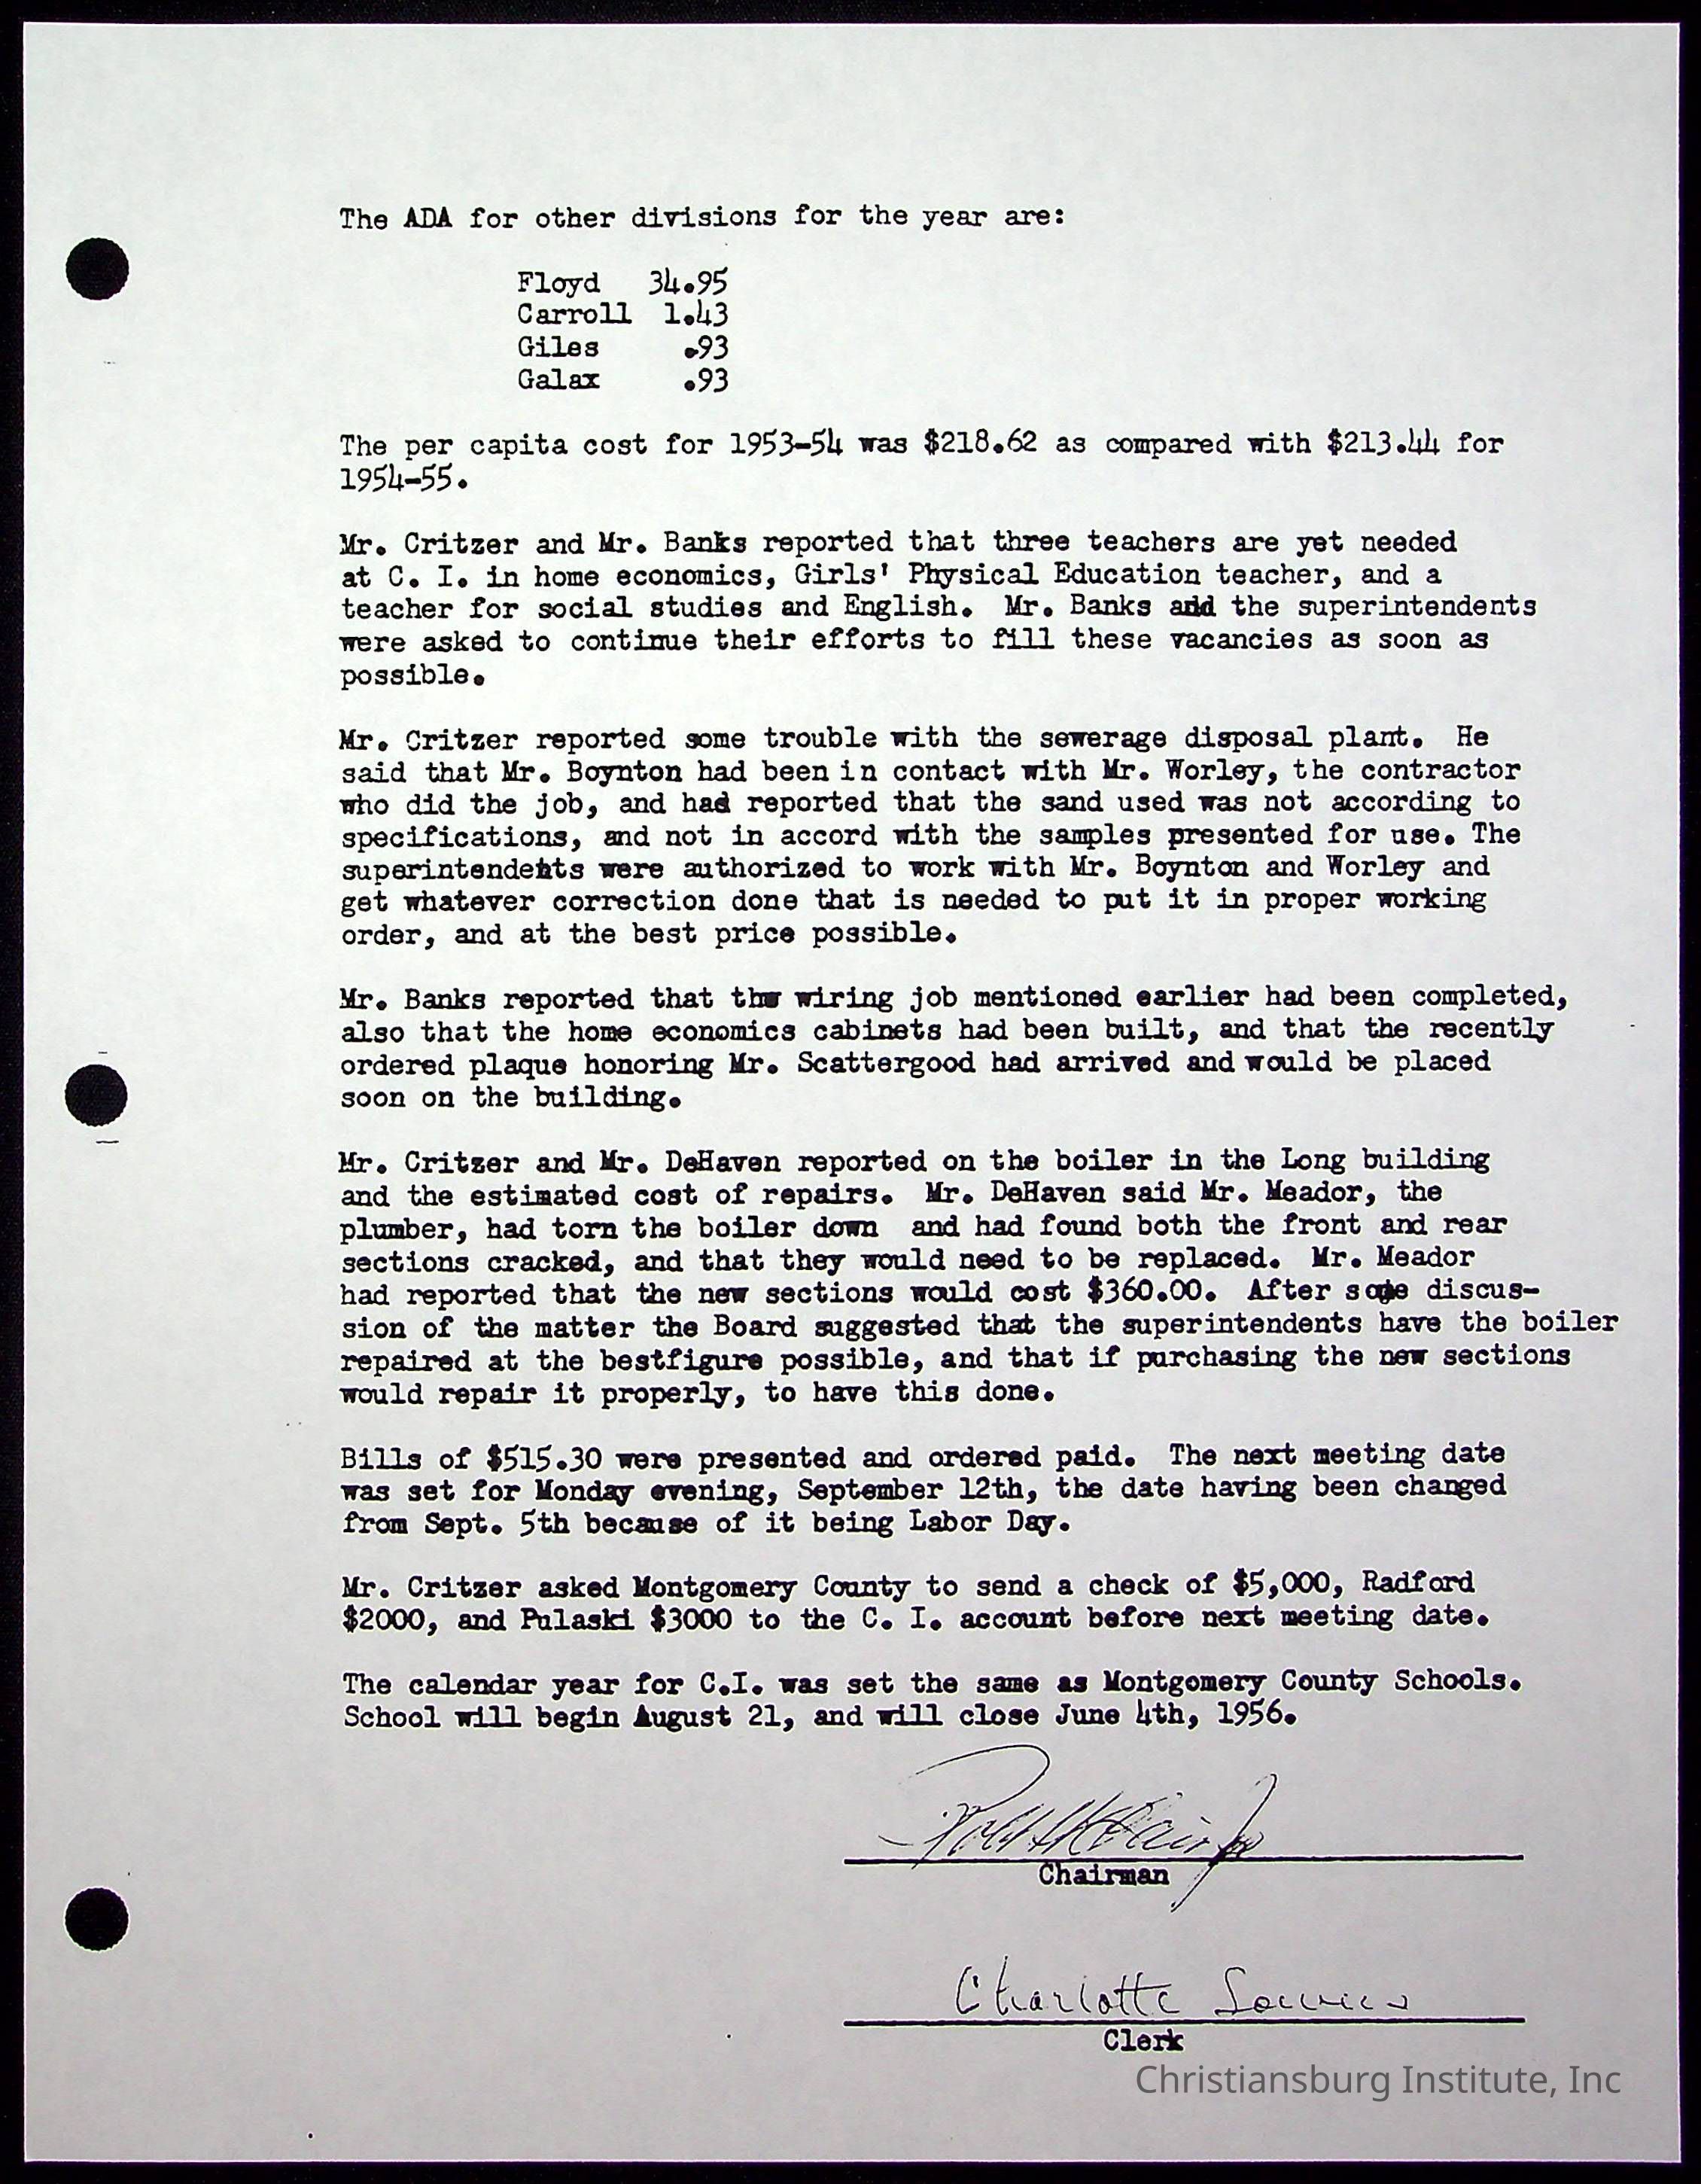 The ADA for other divisions for the year are:
Floyd 34.95
Carroll 1.43
Giles .93
Galax .93
The per capita cost for 1953-54 was $218.62 as compared with $213.44 for
1954-55.
Mr. Critzer and Mr. Banks reported that three teachers are yet needed
at C. I. in home economics, Girls' Physical Education teacher, and a
teacher for social studies and English. Mr. Banks and the superintendents
were asked to continue their efforts to fill these vacancies as soon as
possible.
Mr. Critzer reported some trouble with the sewerage disposal plant. He
said that Mr. Boynton had been in contact with Mr. Worley, the contractor
who did the job, and had reported that the sand used was not according to
specifications, and not in accord with the samples presented for use. The
superintendents were authorized to work with Mr. Boynton and Worley and
get whatever correction done that is needed to put it in proper working
order, and at the best price possible.
Mr. Banks reported that the wiring job mentioned earlier had been completed,
also that the home economics cabinets had been built, and that the recently
ordered plaque honoring Mr. Scattergood had arrived and would be placed
soon on the building.
Mr. Critzer and Mr. DeHaven reported on the boiler in the Long building
and the estimated cost of repairs. Mr. DeHaven said Mr. Meador, the
plumber, had torn the boiler down and had found both the front and rear
sections cracked, and that they would need to be replaced. Mr. Meador
had reported that the new sections would cost $360.00. After some discus-
sion of the matter the Board suggested that the superintendents have the boiler
repaired at the bestfigure possible, and that if purchasing the new sections
would repair it properly, to have this done.
Bills of $515.30 were presented and ordered paid. The next meeting date
was set for Monday evening, September 12th, the date having been changed
from Sept. 5th because of it being Labor Day.
Mr. Critzer asked Montgomery County to send a check of $5,000, Radford
$2000, and Pulaski $3000 to the C. I. account before next meeting date.
The calendar year for C.I. was set the same as Montgomery County Schools.
School will begin August 21, and will close June 4th, 1956.
Chairman
Charlotte
Clerk
Christiansburg Institute, Inc